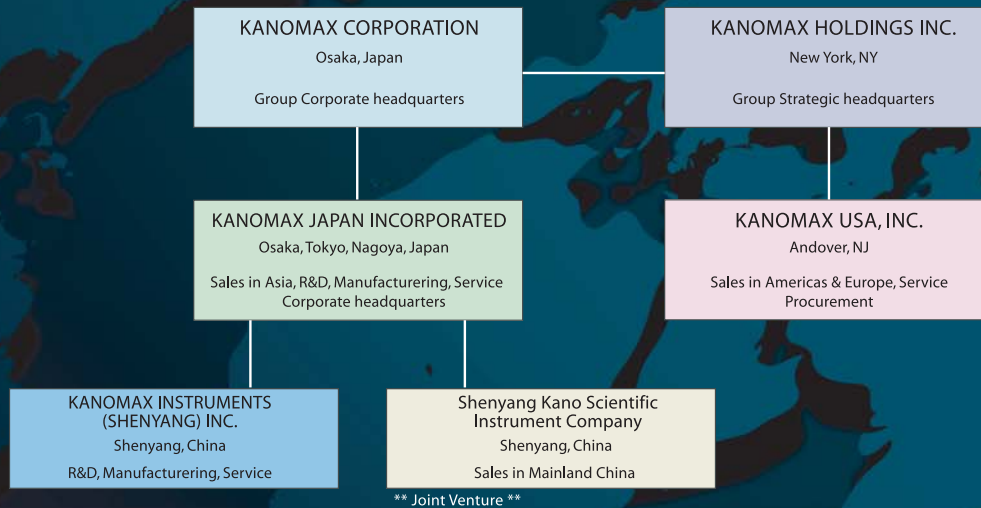 KANOMAX CORPORATION
Osaka, Japan
Group Corporate headquarters
KANOMAX HOLDINGS INC.
New York, NY
Group Strategic headquarters
KANOMAX JAPAN INCORPORATED
Osaka, Tokyo, Nagoya, Japan
Sales in Asia, R&D, Manufacturering, Service
Corporate headquarters
KANOMAX USA, INC.
Andover, NJ
Sales in Americas & Europe, Service
Procurement
KANOMAX INSTRUMENTS
(SHENYANG) INC.
Shenyang, China
R&D, Manufacturering, Service
Shenyang Kano Scientific
Instrument Company
Shenyang, China
Sales in Mainland China
** Joint Venture **